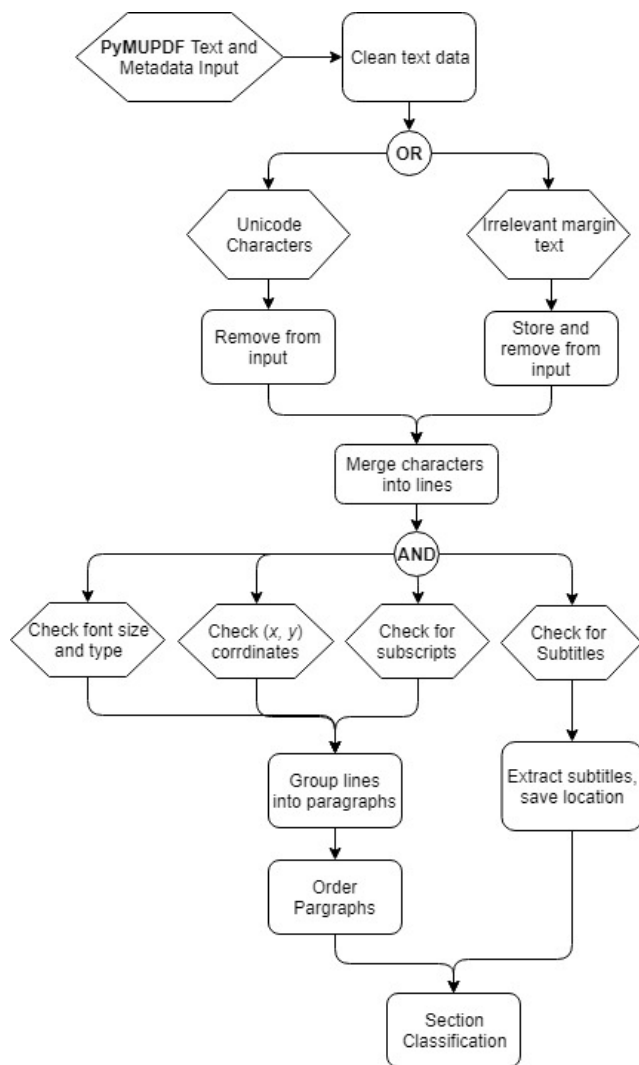 PyMUPDF Text and
Metadata Input
Clean text data
OR
Unicode
Characters
Irrelevant margin
text
Remove from
input
Store and
remove from
input
Merge characters
into lines
AND
Check font size
and type
Check (x, y)
corrdinates
Check for
subscripts
Check for
Subtitles
Group lines
into paragraphs
Extract subtitles,
save location
Order
Pargraphs
Section
Classification